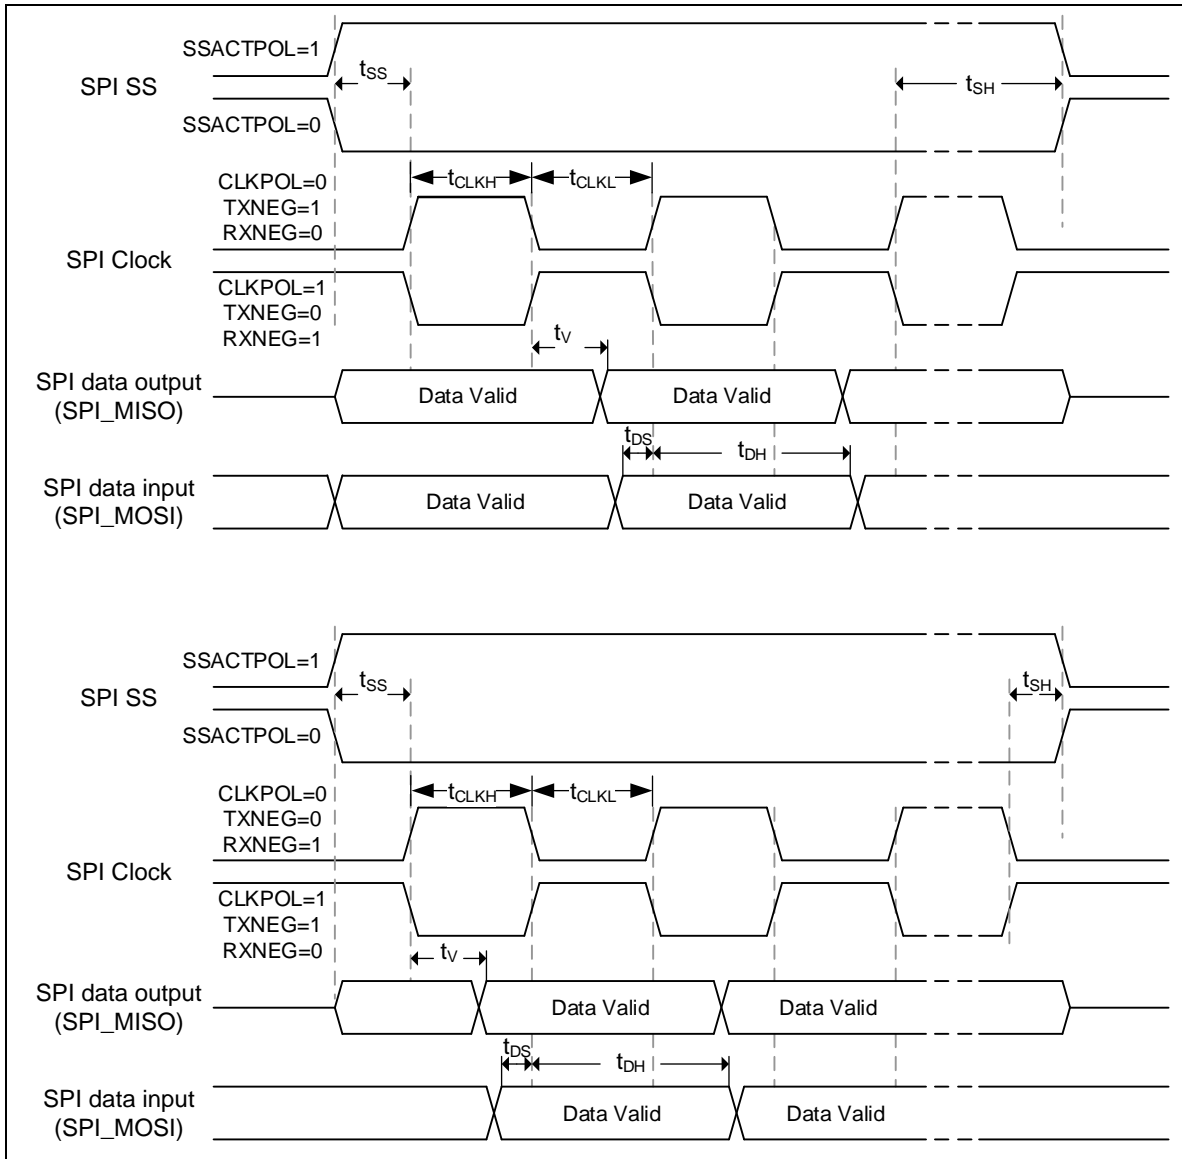 SSACTPOL=1
tSS
tSH
SPI SS
SSACTPOL=0
CLKPOL=0
TXNEG=1
RXNEG=0
tCLKH
tCLKL
SPI Clock
CLKPOL=1
TXNEG=0
RXNEG=1
tV
SPI data output
(SPI_MISO)
Data Valid
Data Valid
tDS
tDH
SPI data input
(SPI_MOSI)
Data Valid
Data Valid
SSACTPOL=1
tSS
tSH
SPI SS
SSACTPOL=0
CLKPOL=0
TXNEG=0
RXNEG=1
tCLKH
tCLKL
SPI Clock
CLKPOL=1
TXNEG=1
RXNEG=0
tV
SPI data output
(SPI_MISO)
Data Valid
Data Valid
tDS
tDH
SPI data input
(SPI_MOSI)
Data Valid
Data Valid